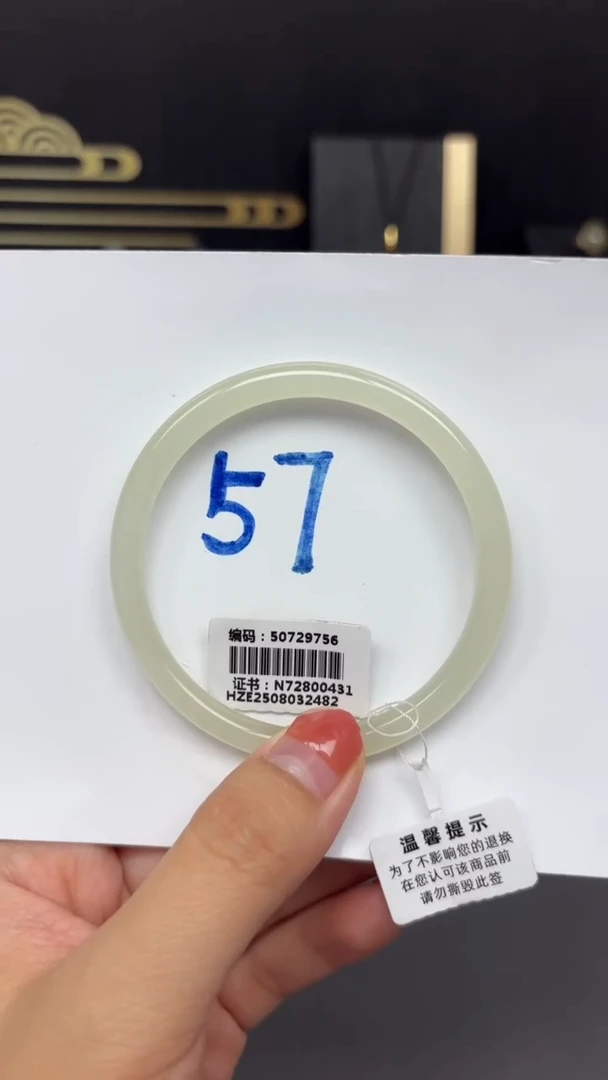 57
编码：50729756
证书：N72800431
HZE2508032482
温馨提示
为了不影响您的退换
在您认可该商品前
请勿撕毁此签